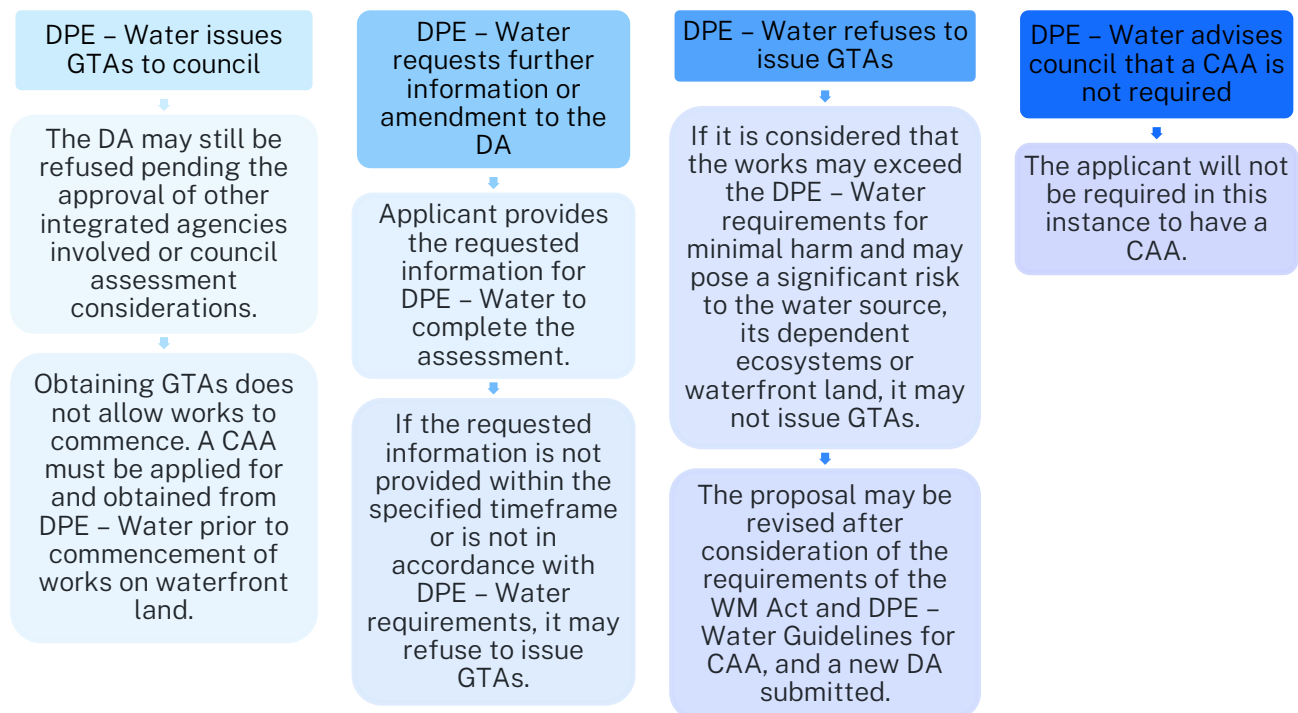 DPE – Water issues
GTAs to council
The DA may still be
refused pending the
approval of other
integrated agencies
involved or council
assessment
considerations.
Obtaining GTAs does
not allow works to
commence. A CAA
must be applied for
and obtained from
DPE – Water prior to
commencement of
works on waterfront
land.
DPE – Water
requests further
information or
amendment to the
DA
Applicant provides
the requested
information for
DPE – Water to
complete the
assessment.
If the requested
information is not
provided within the
specified timeframe
or is not in
accordance with
DPE – Water
requirements, it may
refuse to issue
GTAs.
DPE – Water refuses to
issue GTAs
If it is considered that
the works may exceed
the DPE – Water
requirements for
minimal harm and may
pose a significant risk
to the water source,
its dependent
ecosystems or
waterfront land, it may
not issue GTAs.
The proposal may be
revised after
consideration of the
requirements of the
WM Act and DPE –
Water Guidelines for
CAA, and a new DA
submitted.
DPE – Water advises
council that a CAA is
not required
The applicant will not
be required in this
instance to have a
CAA.